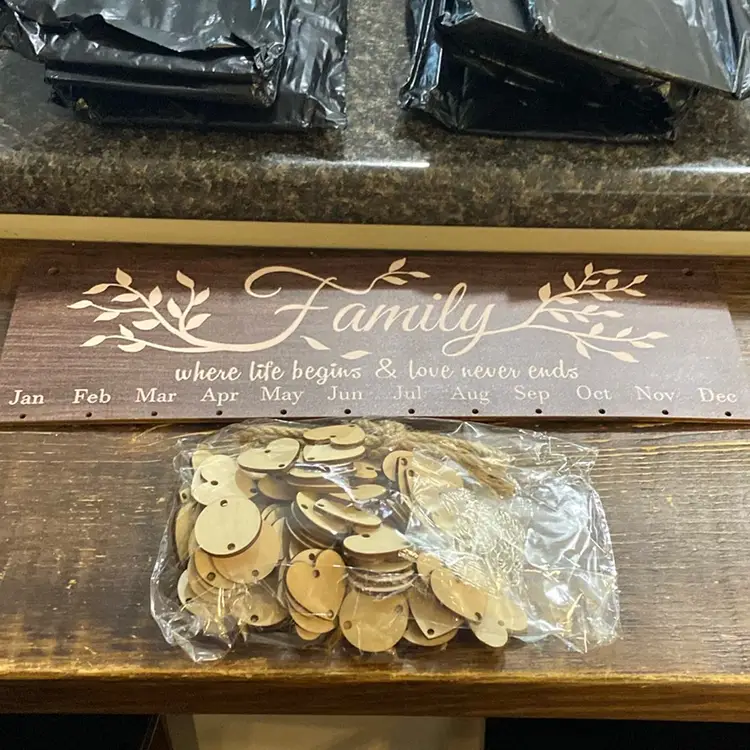 Family
where life begins & love never ends
Jan Feb Mar Apr May Jun Jul Aug Sep Oct Nov Dec